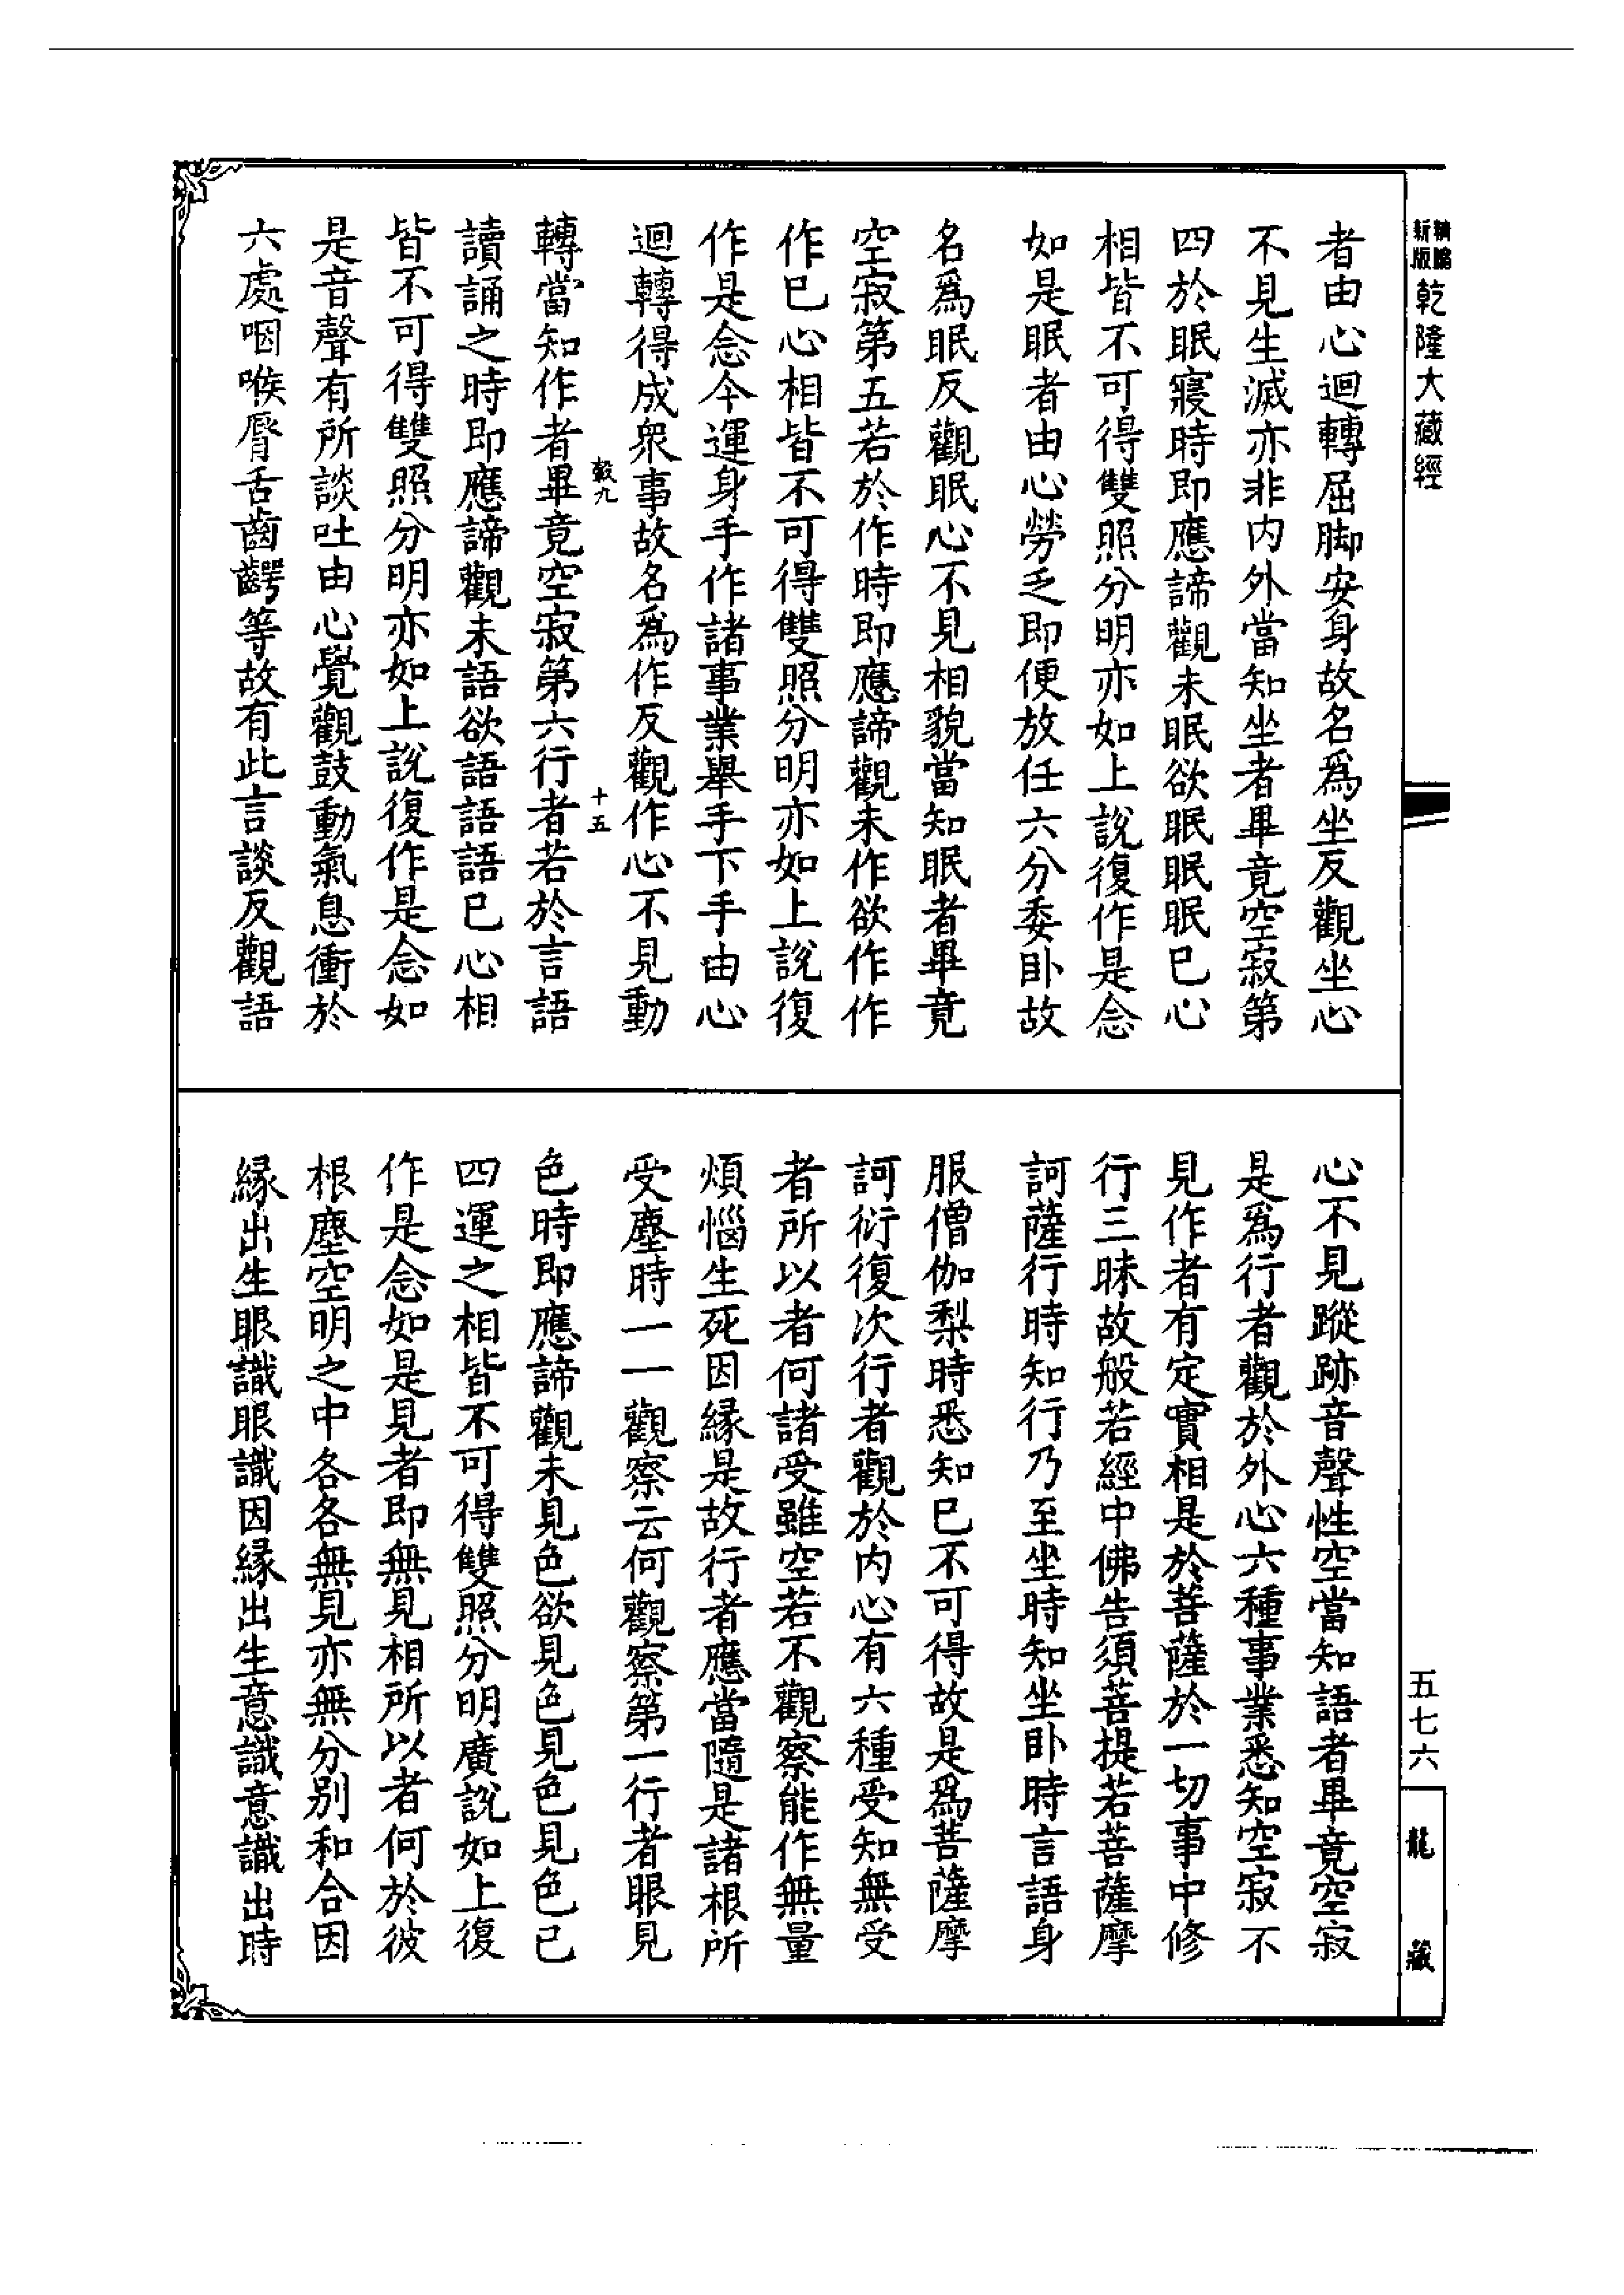 精縮
新版
乾隆大藏經
者由心迴轉屈脚安身故名爲坐反觀坐心
不見生滅亦非内外當知坐者畢竟空寂第
四於眠寢時即應諦觀未眠欲眠眠眠已心
相皆不可得雙照分明亦如上說復作是念
如是眠者由心勞乏即便放任六分委卧故
名爲眠反觀眠心不見相貌當知眠者畢竟
空寂第五若於作時即應諦觀未作欲作作
作已心相皆不可得雙照分明亦如上說復
作是念今運身手作諸事業舉手下手由心
迴轉得成衆事故名爲作反觀作心不見動
縠九
十五
轉當知作者畢竟空寂第六行者若於言語
讀誦之時即應諦觀未語欲語語語已心相
皆不可得雙照分明亦如上說復作是念如
是音聲有所談吐由心覺觀鼓動氣息衝於
六處咽喉脣舌齒齶等故有此言談反觀語
心不見蹤跡音聲性空當知語者畢竟空寂
是爲行者觀於外心六種事業悉知空寂不
見作者有定實相是於菩薩於一切事中修
行三昧故般若經中佛告須菩提若菩薩摩
訶薩行時知行乃至坐時知坐卧時言語身
服僧伽梨時悉知已不可得故是爲菩薩摩
訶衍復次行者觀於内心有六種受知無受
者所以者何諸受雖空若不觀察能作無量
煩惱生死因緣是故行者應當隨是諸根所
受塵時一一觀察云何觀察第一行者眼見
色時即應諦觀未見色欲見色見色見色已
四運之相皆不可得雙照分明廣說如上復
作是念如是見者即無見相所以者何於彼
根塵空明之中各各無見亦無分别和合因
緣出生眼識眼識因緣出生意識意識出時
五七六
龍藏